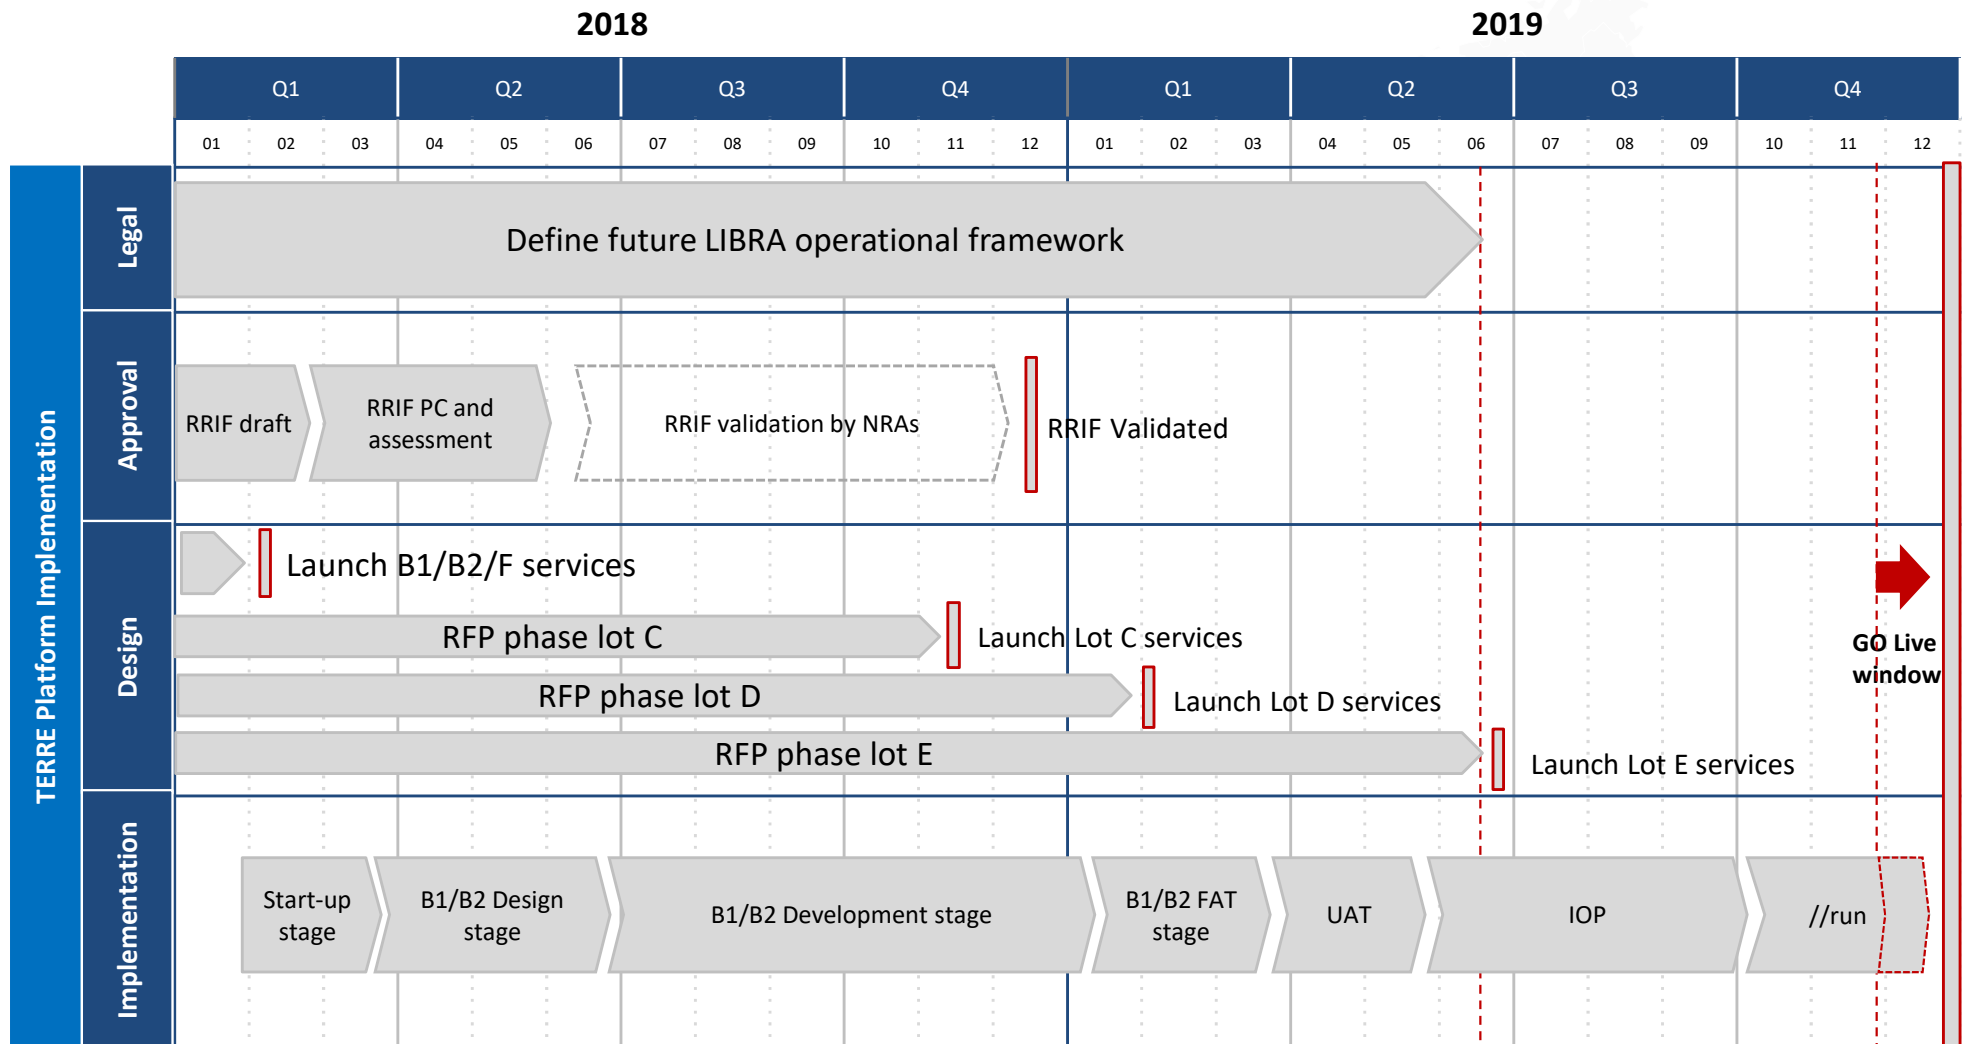 2018
2019
Q1
Q2
Q3
Q4
Q1
Q2
Q3
Q4
01
02
03
04
05
06
07
08
09
10
11
12
01
02
03
04
05
06
07
08
09
10
11
12
TERRE Platform Implementation
Legal
Define future LIBRA operational framework
Approval
RRIF draft
RRIF PC and
assessment
RRIF validation by NRAs
RRIF Validated
Design
Launch B1/B2/F services
RFP phase lot C
Launch Lot C services
RFP phase lot D
Launch Lot D services
RFP phase lot E
Launch Lot E services
GO Live
window
Implementation
Start-up
stage
B1/B2 Design
stage
B1/B2 Development stage
B1/B2 FAT
stage
UAT
IOP
//run